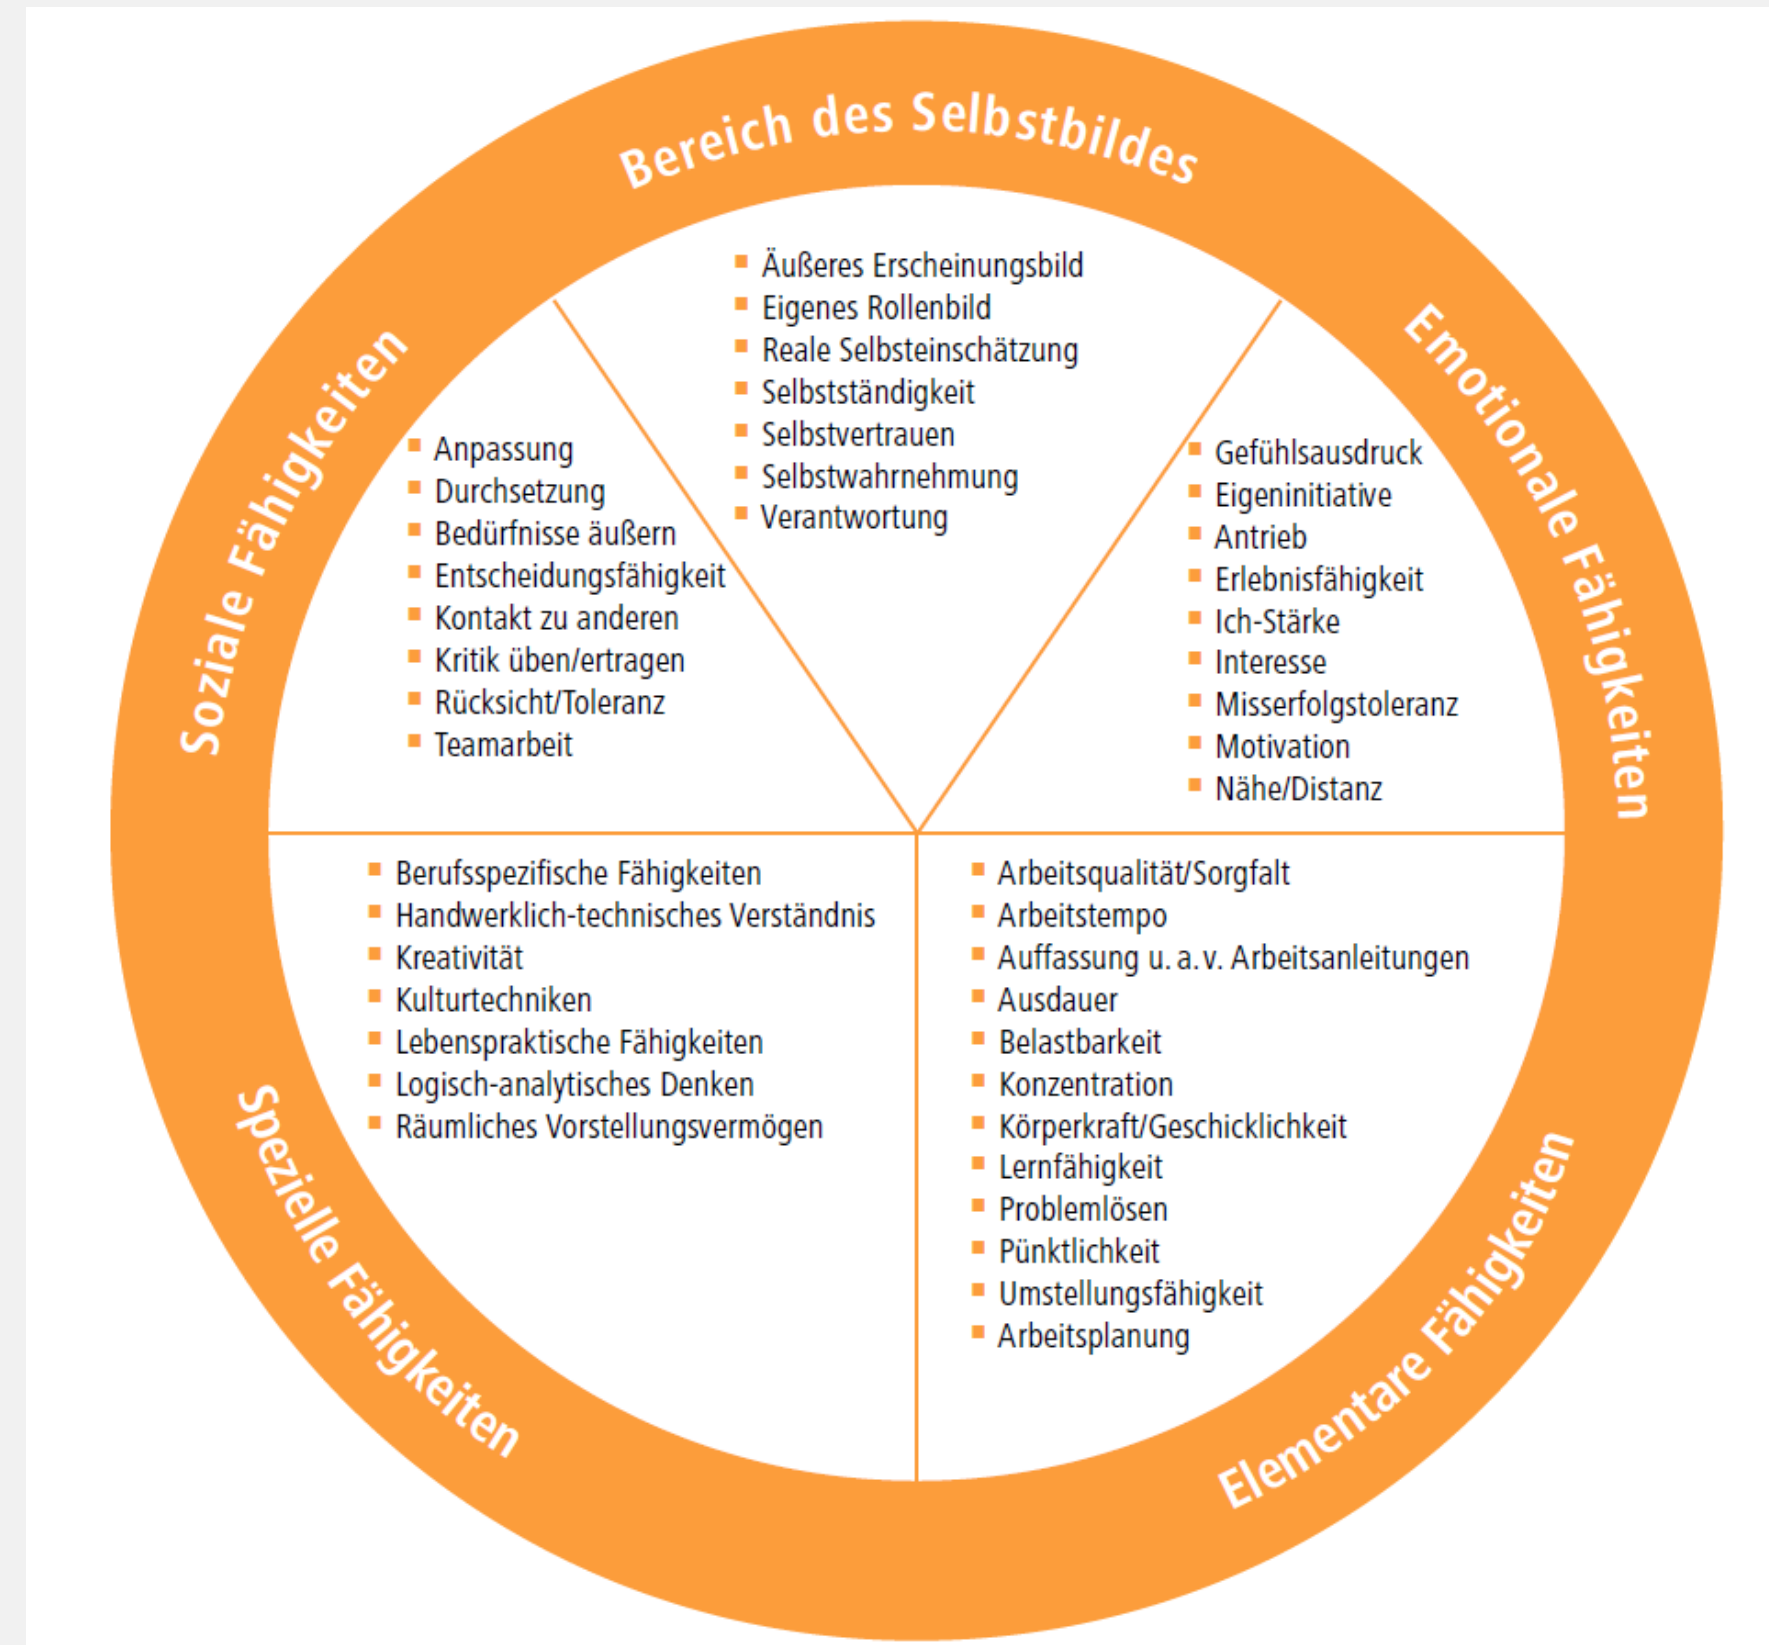 Bereich des Selbstbildes
Äußeres Erscheinungsbild
Eigenes Rollenbild
Reale Selbsteinschätzung
Selbstständigkeit
Selbstvertrauen
Selbstwahrnehmung
Verantwortung
Emotionale Fähigkeiten
Gefühlsausdruck
Eigeninitiative
Antrieb
Erlebnisfähigkeit
Ich-Stärke
Interesse
Misserfolgstoleranz
Motivation
Nähe/Distanz
Elementare Fähigkeiten
Arbeitsqualität/Sorgfalt
Arbeitstempo
Auffassung u. a. v. Arbeitsanleitungen
Ausdauer
Belastbarkeit
Konzentration
Körperkraft/Geschicklichkeit
Lernfähigkeit
Problemlösen
Pünktlichkeit
Umstellungsfähigkeit
Arbeitsplanung
Spezielle Fähigkeiten
Berufsspezifische Fähigkeiten
Handwerklich-technisches Verständnis
Kreativität
Kulturtechniken
Lebenspraktische Fähigkeiten
Logisch-analytisches Denken
Räumliches Vorstellungsvermögen
Soziale Fähigkeiten
Anpassung
Durchsetzung
Bedürfnisse äußern
Entscheidungsfähigkeit
Kontakt zu anderen
Kritik üben/ertragen
Rücksicht/Toleranz
Teamarbeit